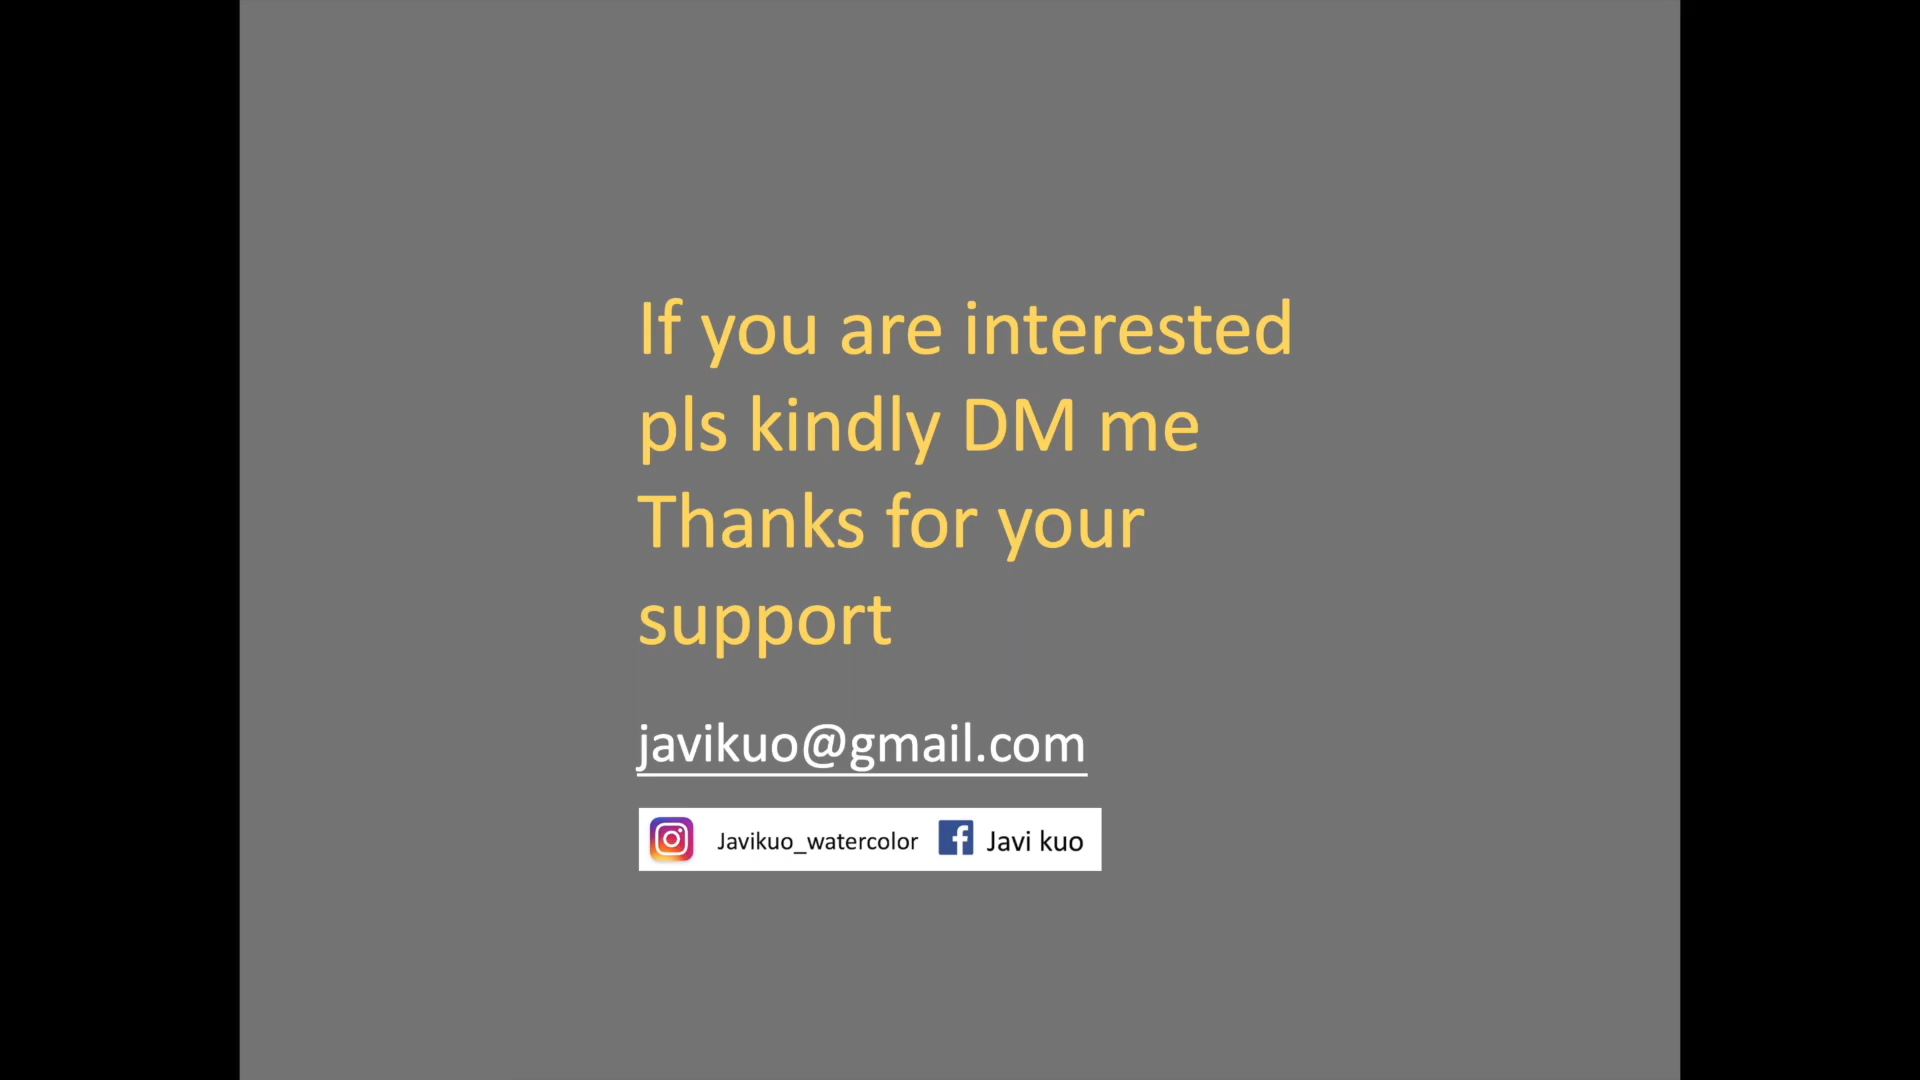 If you are interested
pls kindly DM me
Thanks for your
support
javikuo@gmail.com
Javikuo_watercolor Javi kuo